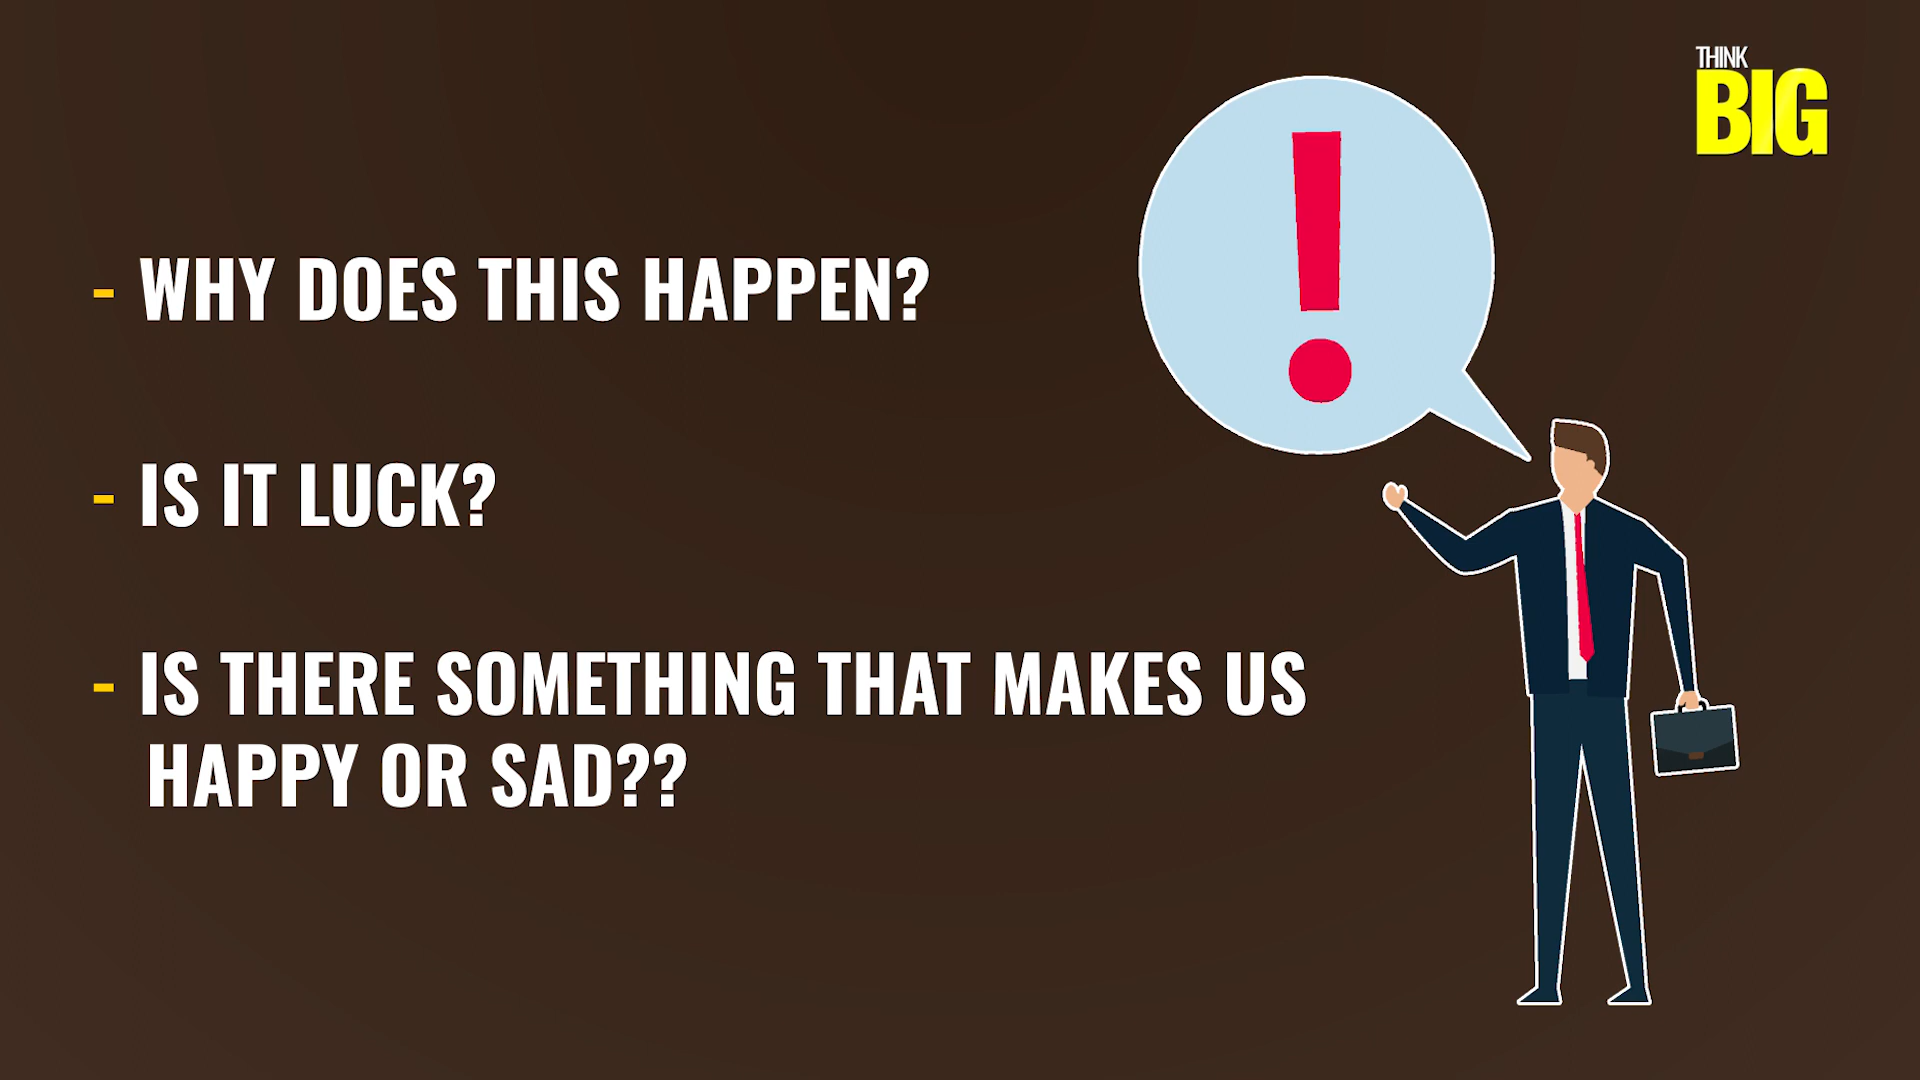 THINK
BIG
- WHY DOES THIS HAPPEN?
- IS IT LUCK?
- IS THERE SOMETHING THAT MAKES US
HAPPY OR SAD??
!